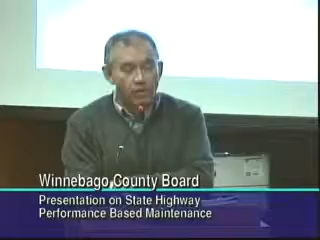 Winnebago County Board
Presentation on State Highway
Performance Based Maintenance